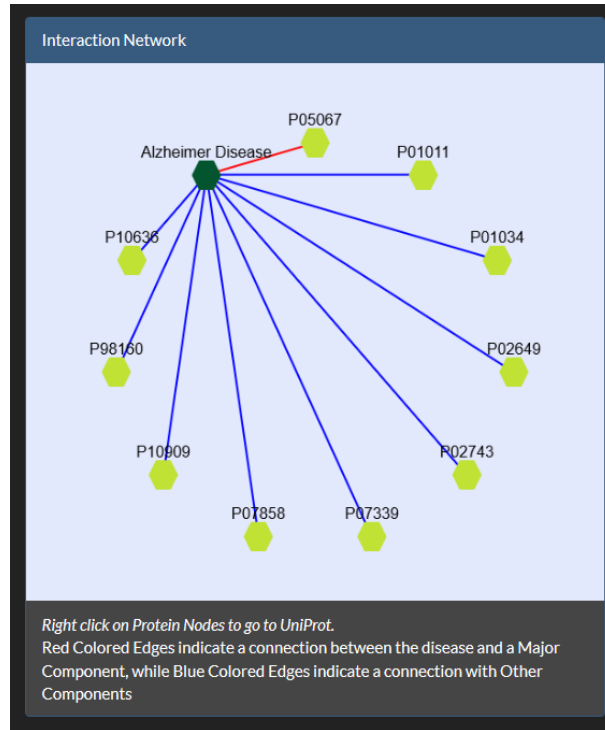 Interaction Network
P05067
Alzheimer Disease
P01011
P10636
P01034
P98160
P02649
P10909
P02743
P07858
P07339
Right click on Protein Nodes to go to UniProt.
Red Colored Edges indicate a connection between the disease and a Major
Component, while Blue Colored Edges indicate a connection with Other
Components